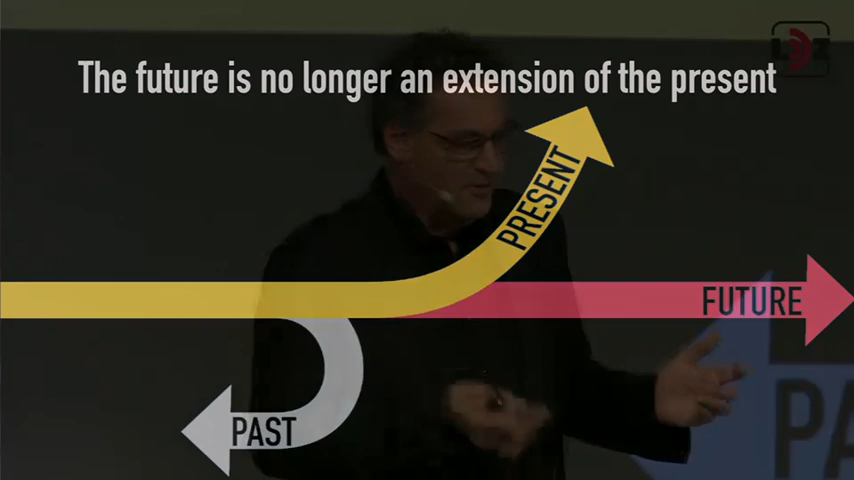 The future is no longer an extension of the present
PRESENT
FUTURE
PAST
PA